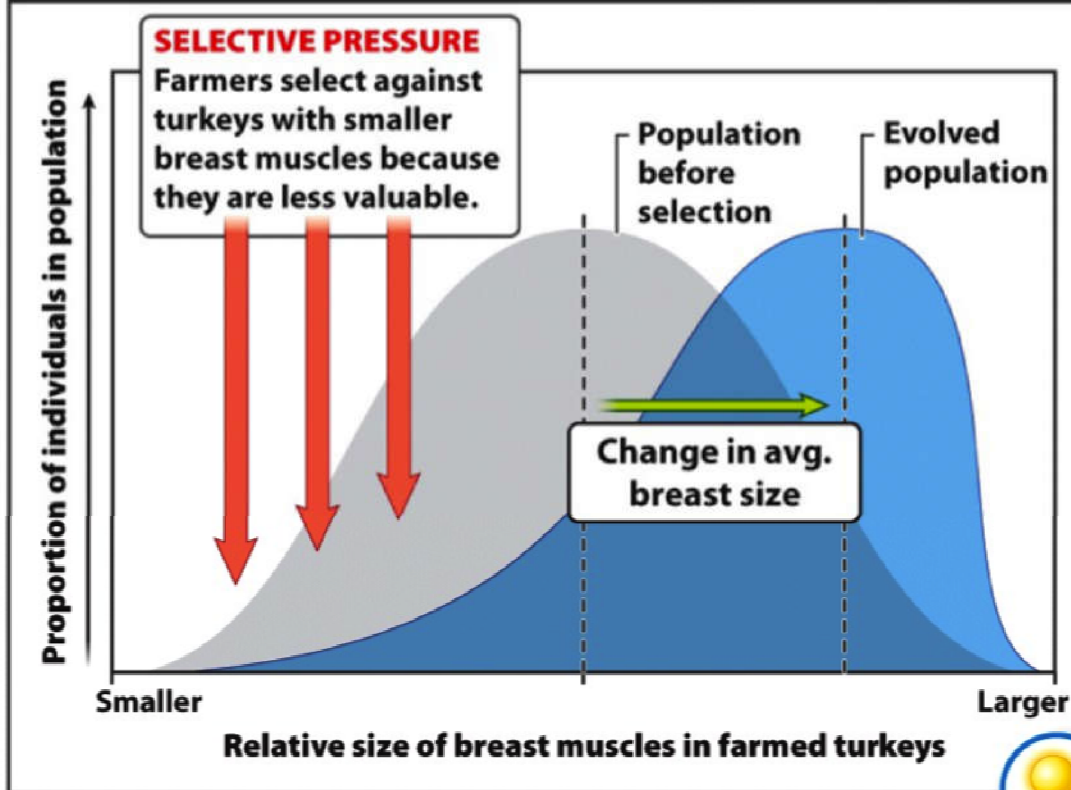 SELECTIVE PRESSURE
Farmers select against
turkeys with smaller
breast muscles because
they are less valuable.
Population
before
selection
Evolved
population
Change in avg.
breast size
Proportion of individuals in population
Smaller
Larger
Relative size of breast muscles in farmed turkeys